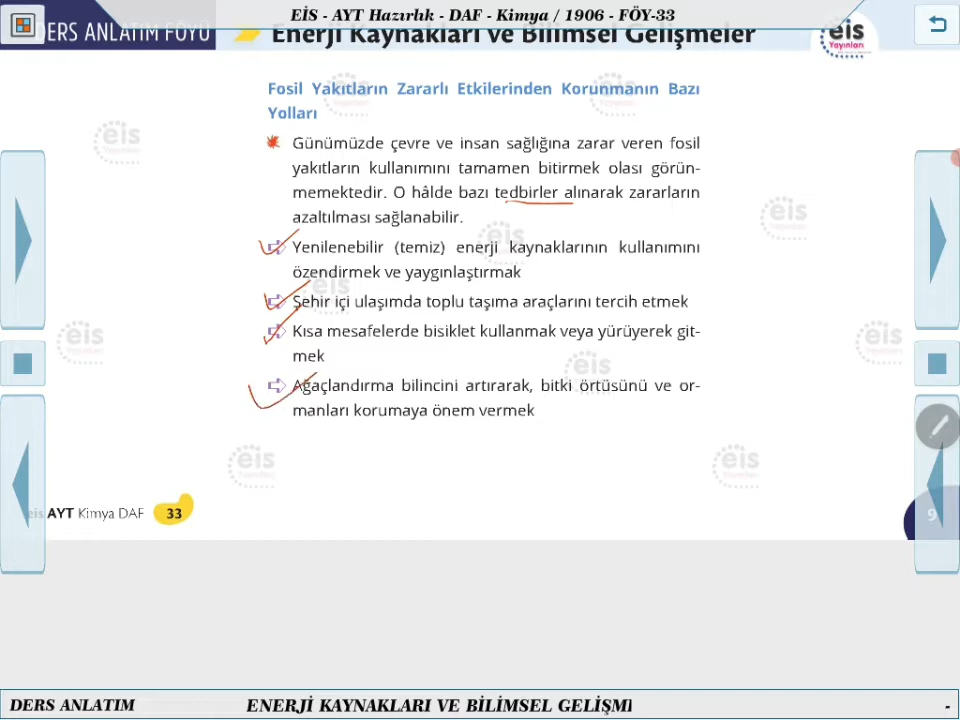 EİS - AYT Hazırlık - DAF - Kimya / 1906 - FÖY-33
DERS ANLATIM FÖYÜ
Enerji Kaynakları ve Bilimsel Gelişmeler
eis
Yayınları
Fosil Yakıtların Zararlı Etkilerinden Korunmanın Bazı
Yolları
Günümüzde çevre ve insan sağlığına zarar veren fosil
yakıtların kullanımını tamamen bitirmek olası görün-
memektedir. O hâlde bazı tedbirler alınarak zararların
azaltılması sağlanabilir.
Yenilenebilir (temiz) enerji kaynaklarının kullanımını
özendirmek ve yaygınlaştırmak
Şehir içi ulaşımda toplu taşıma araçlarını tercih etmek
Kısa mesafelerde bisiklet kullanmak veya yürüyerek git-
mek
Ağaçlandırma bilincini artırarak, bitki örtüsünü ve or-
manları korumaya önem vermek
eis AYT Kimya DAF 33
9
DERS ANLATIM
ENERJİ KAYNAKLARI VE BİLİMSEL GELİŞMI
-